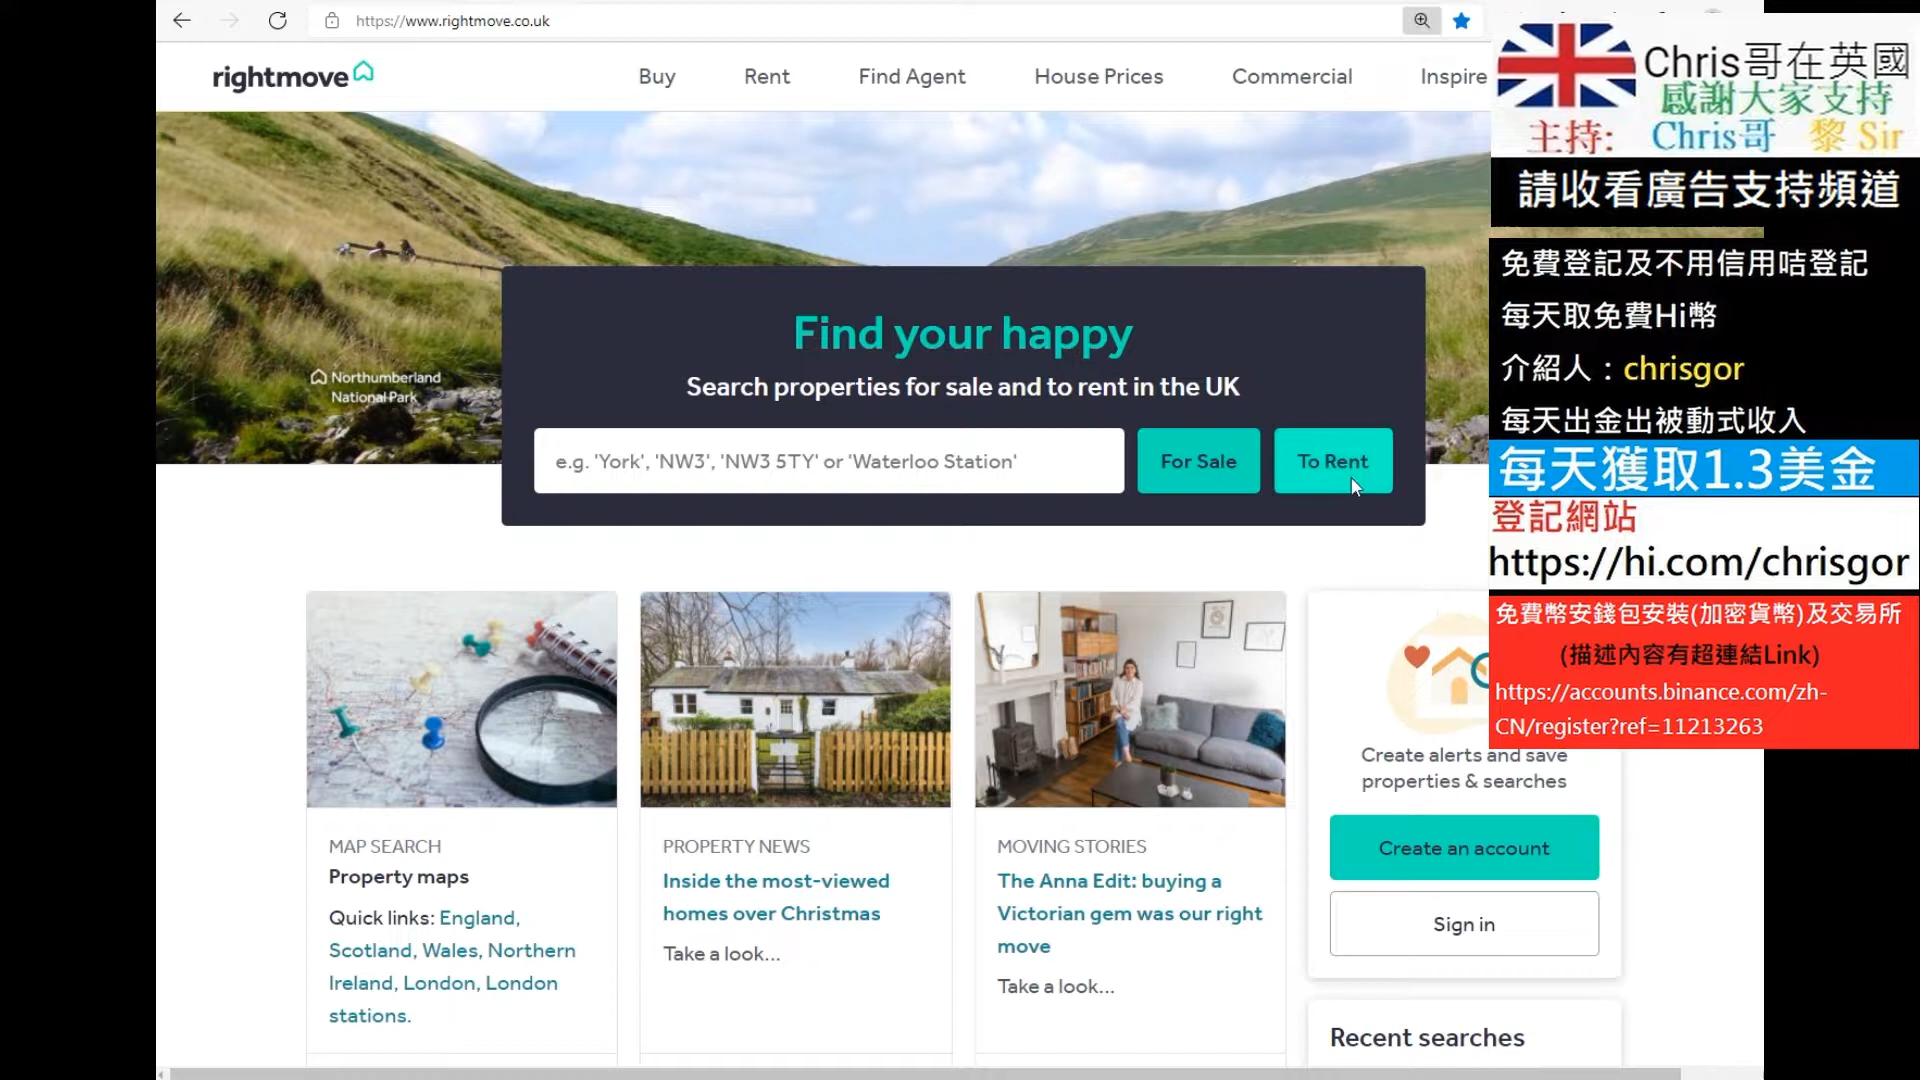 https://www.rightmove.co.uk
rightmove
Buy
Rent
Find Agent
House Prices
Commercial
Inspire
Northumberland
National Park
Find your happy
Search properties for sale and to rent in the UK
e.g. 'York', 'NW3', 'NW3 5TY' or 'Waterloo Station'
For Sale
To Rent
MAP SEARCH
Property maps
Quick links: England,
Scotland, Wales, Northern
Ireland, London, London
stations.
PROPERTY NEWS
Inside the most-viewed
homes over Christmas
Take a look...
MOVING STORIES
The Anna Edit: buying a
Victorian gem was our right
move
Take a look...
Create alerts and save
properties & searches
Create an account
Sign in
Recent searches
Chris哥在英國
感謝大家支持
主持: Chris哥 黎 Sir
請收看廣告支持頻道
免費登記及不用信用咭登記
每天取免費Hi幣
介紹人：chrisgor
每天出金出被動式收入
每天獲取1.3美金
登記網站
https://hi.com/chrisgor
免費幣安錢包安裝(加密貨幣)及交易所
(描述內容有超連結Link)
https://accounts.binance.com/zh-
CN/register?ref=11213263